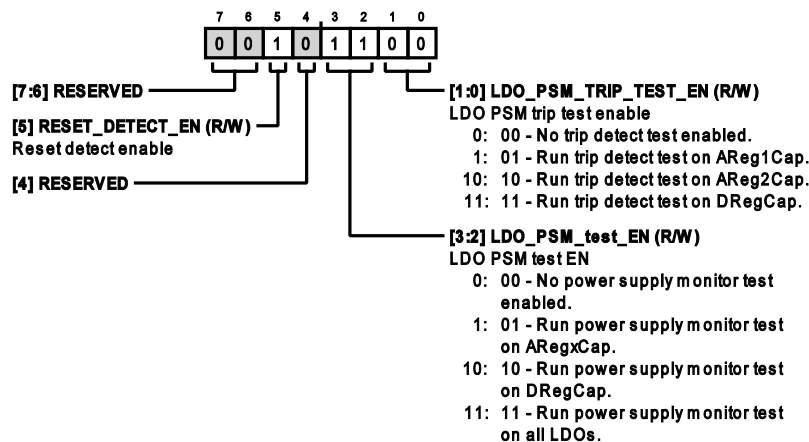 7 6 5 4 3 2 1 0
0 0 1 0 1 1 0 0
[7:6] RESERVED
[5] RESET_DETECT_EN (R/W)
Reset detect enable
[4] RESERVED
[1:0] LDO_PSM_TRIP_TEST_EN (R/W)
LDO PSM trip test enable
0: 00 - No trip detect test enabled.
1: 01 - Run trip detect test on AReg1Cap.
10: 10 - Run trip detect test on AReg2Cap.
11: 11 - Run trip detect test on DRegCap.
[3:2] LDO_PSM_test_EN (R/W)
LDO PSM test EN
0: 00 - No power supply monitor test
enabled.
1: 01 - Run power supply monitor test
on ARegxCap.
10: 10 - Run power supply monitor test
on DRegCap.
11: 11 - Run power supply monitor test
on all LDOs.